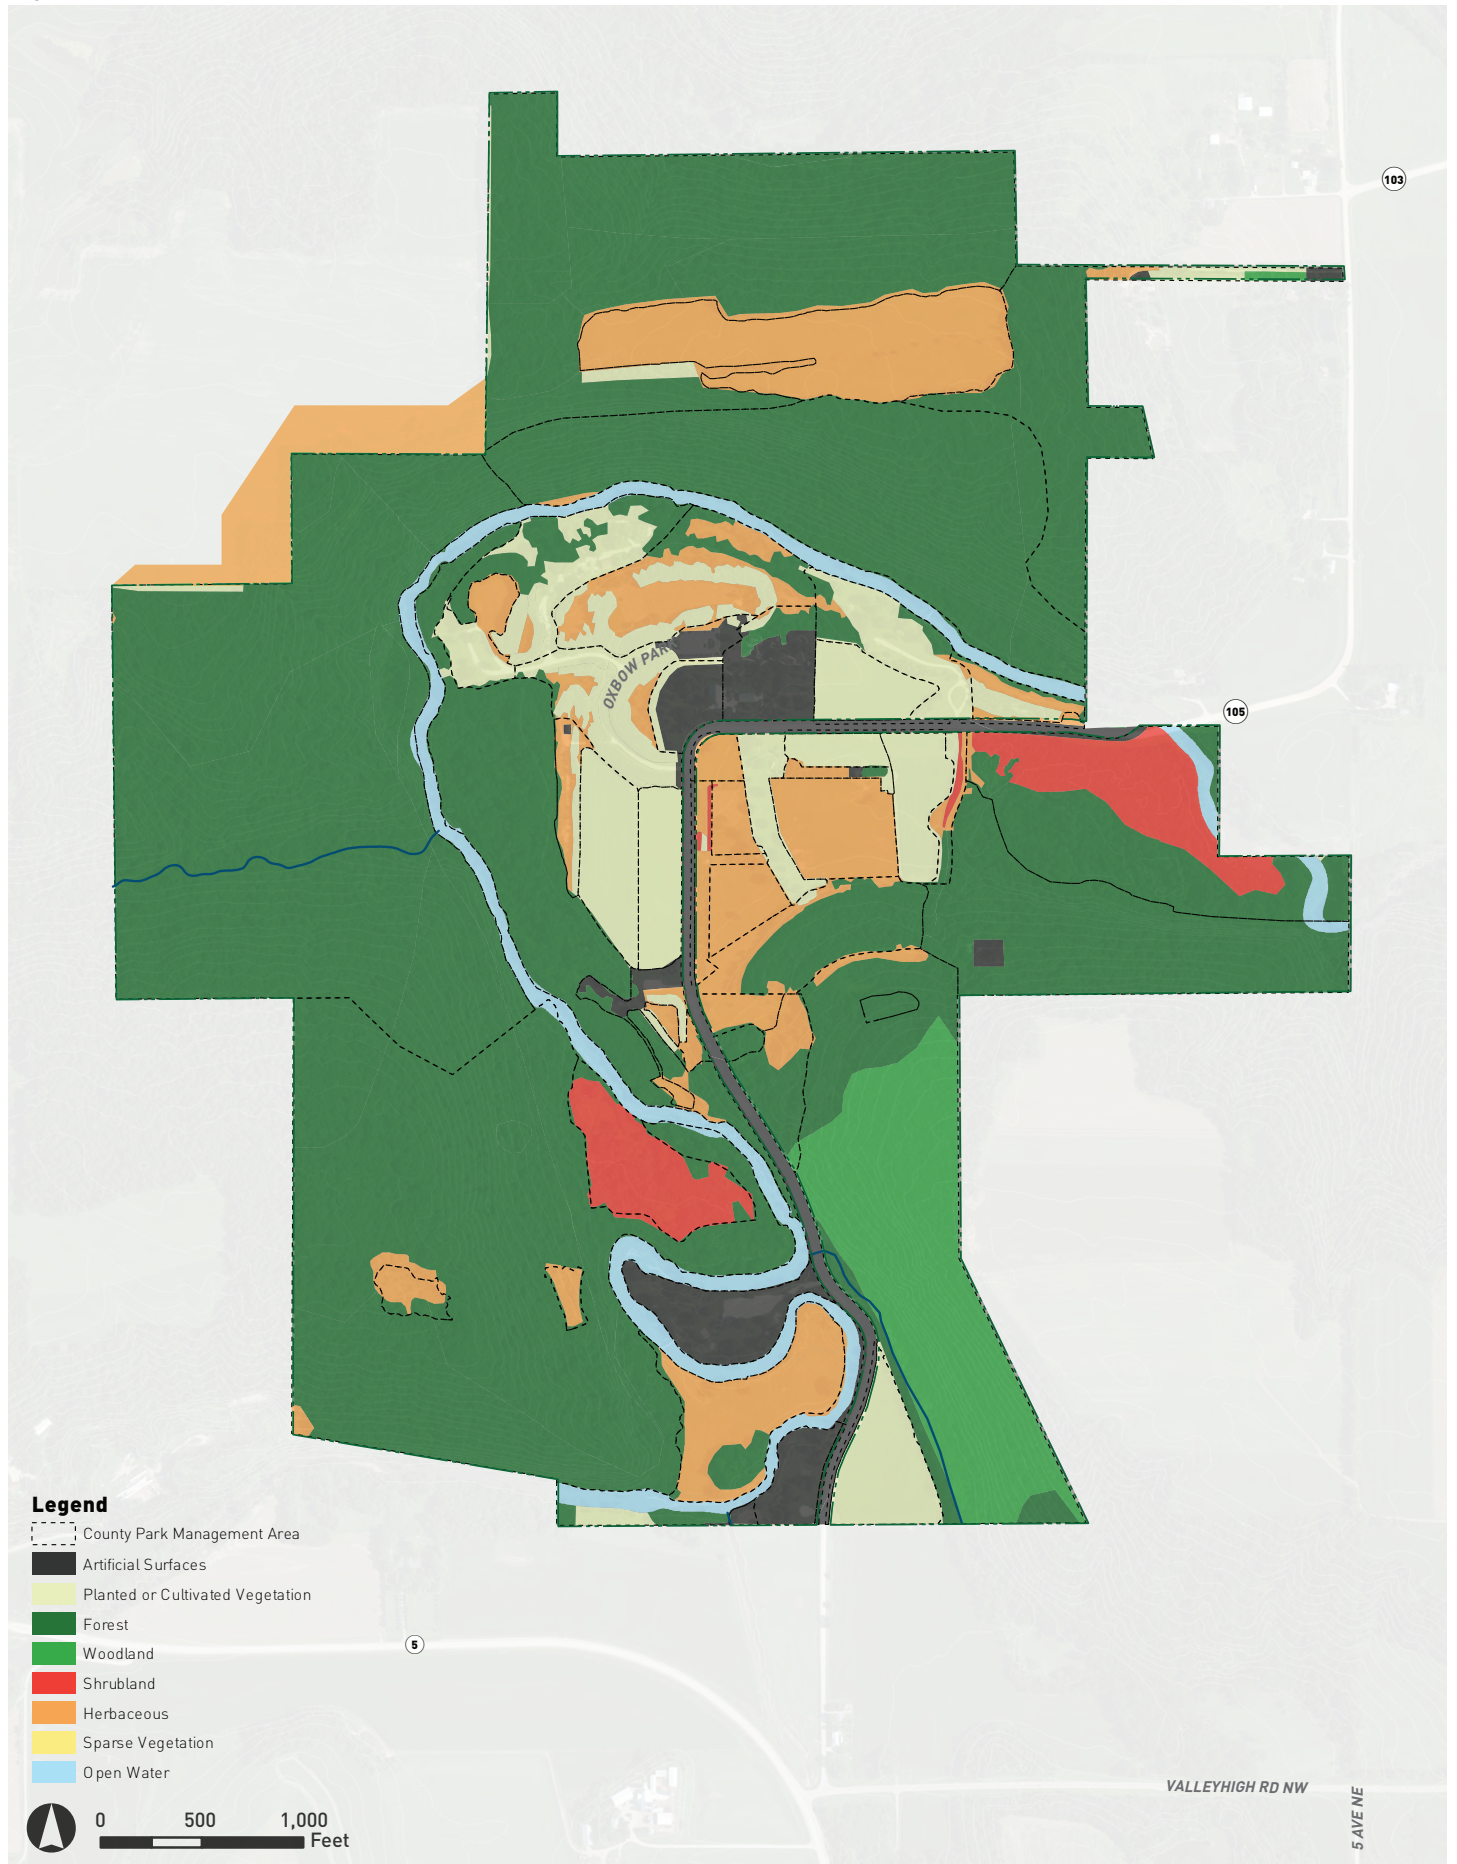 103
OXBOW PARK
105
Legend
County Park Management Area
Artificial Surfaces
Planted or Cultivated Vegetation
Forest
Woodland
Shrubland
Herbaceous
Sparse Vegetation
Open Water
5
VALLEYHIGH RD NW
5 AVE NE
0 500 1,000
Feet